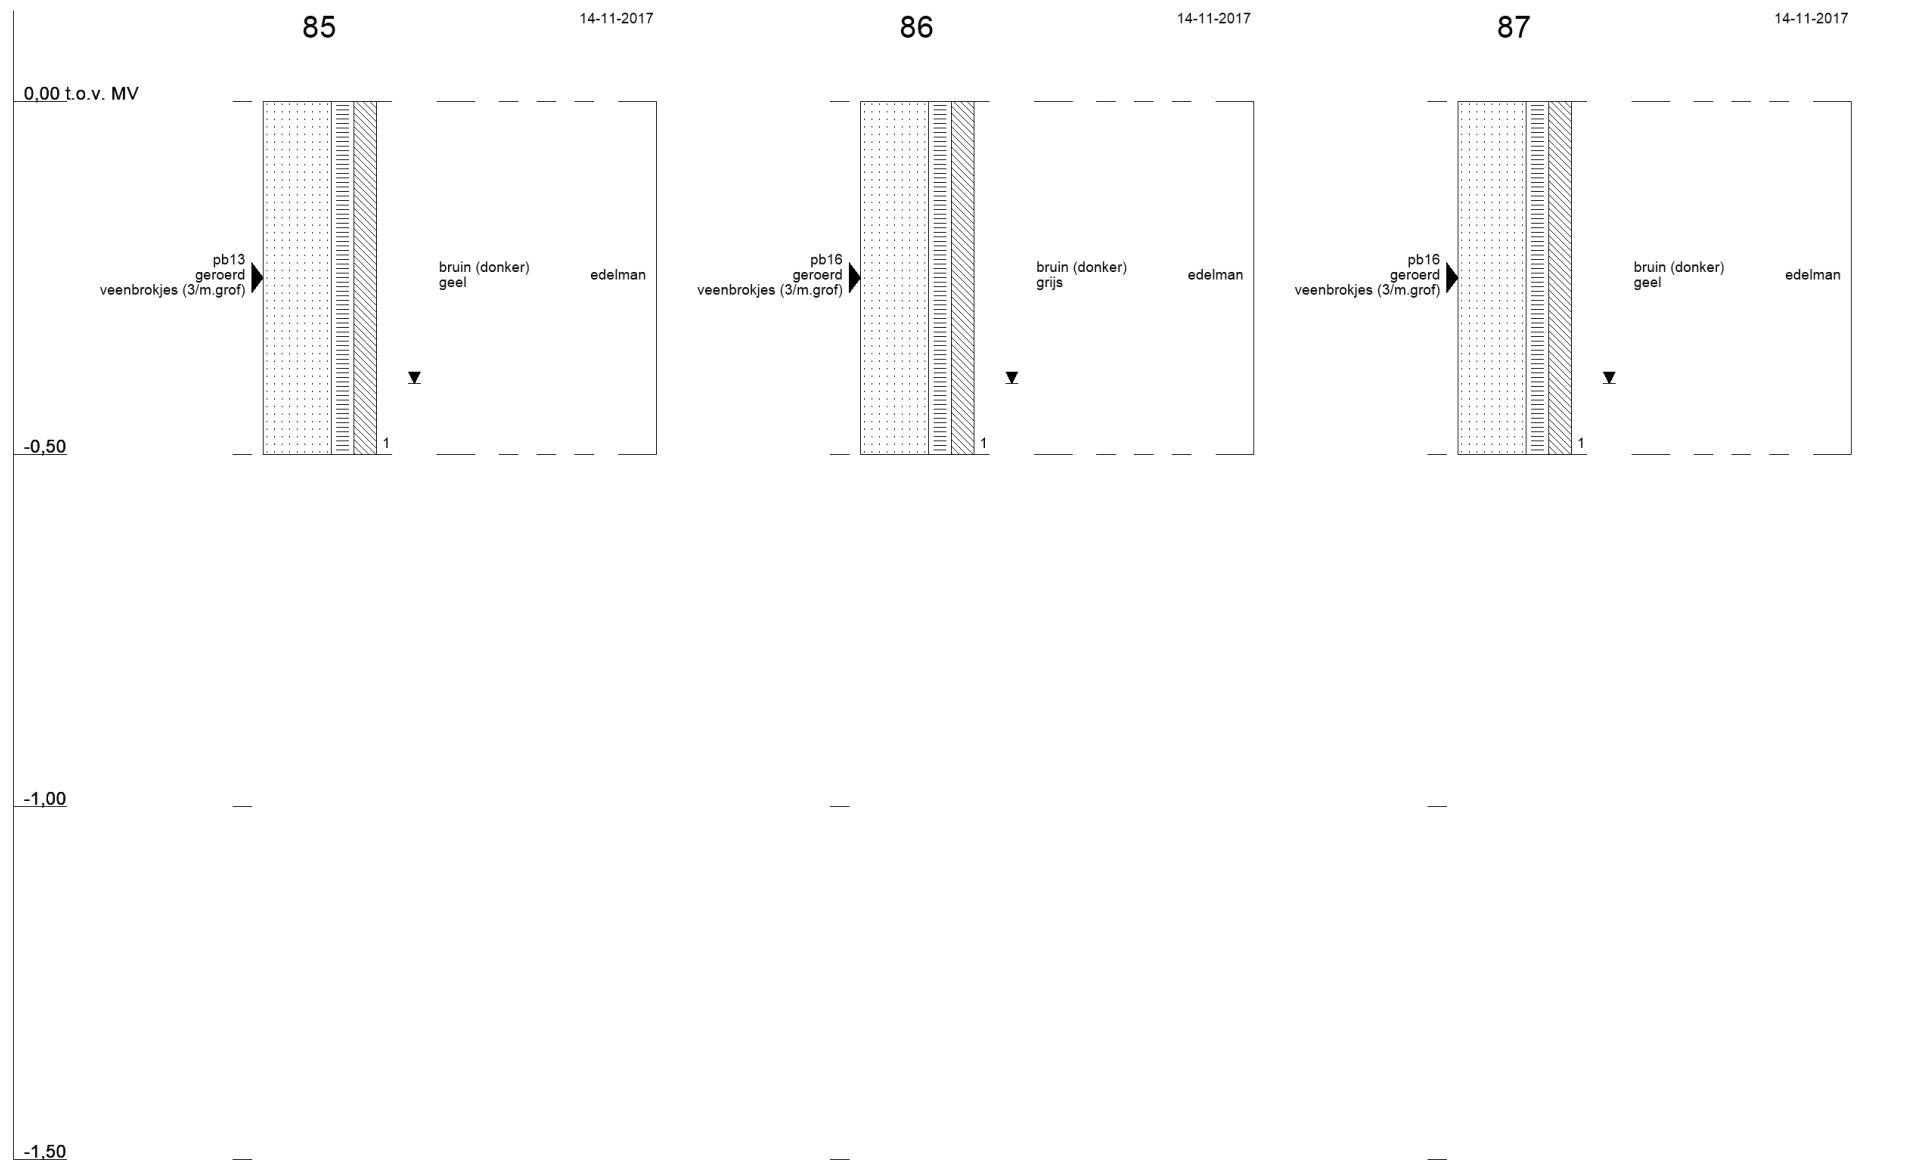 85
14-11-2017
86
14-11-2017
87
14-11-2017
0,00 t.o.v. MV
pb13
geroerd
veenbrokjes (3/m.grof)
bruin (donker)
geel
edelman
1
pb16
geroerd
veenbrokjes (3/m.grof)
bruin (donker)
grijs
edelman
1
pb16
geroerd
veenbrokjes (3/m.grof)
bruin (donker)
geel
edelman
1
-0,50
-1,00
-1,50